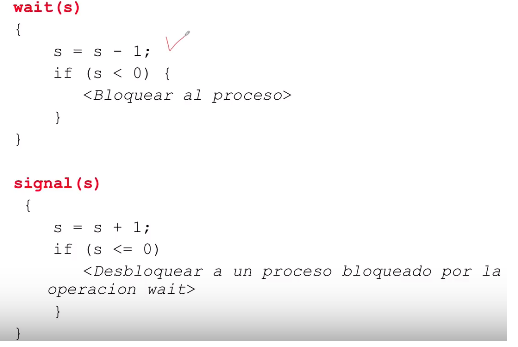 wait(s)
{
s = s - 1;
if (s < 0) {
<Bloquear al proceso>
}
}
signal(s)
{
s = s + 1;
if (s <= 0)
<Desbloquear a un proceso bloqueado por la
operacion wait>
}
}